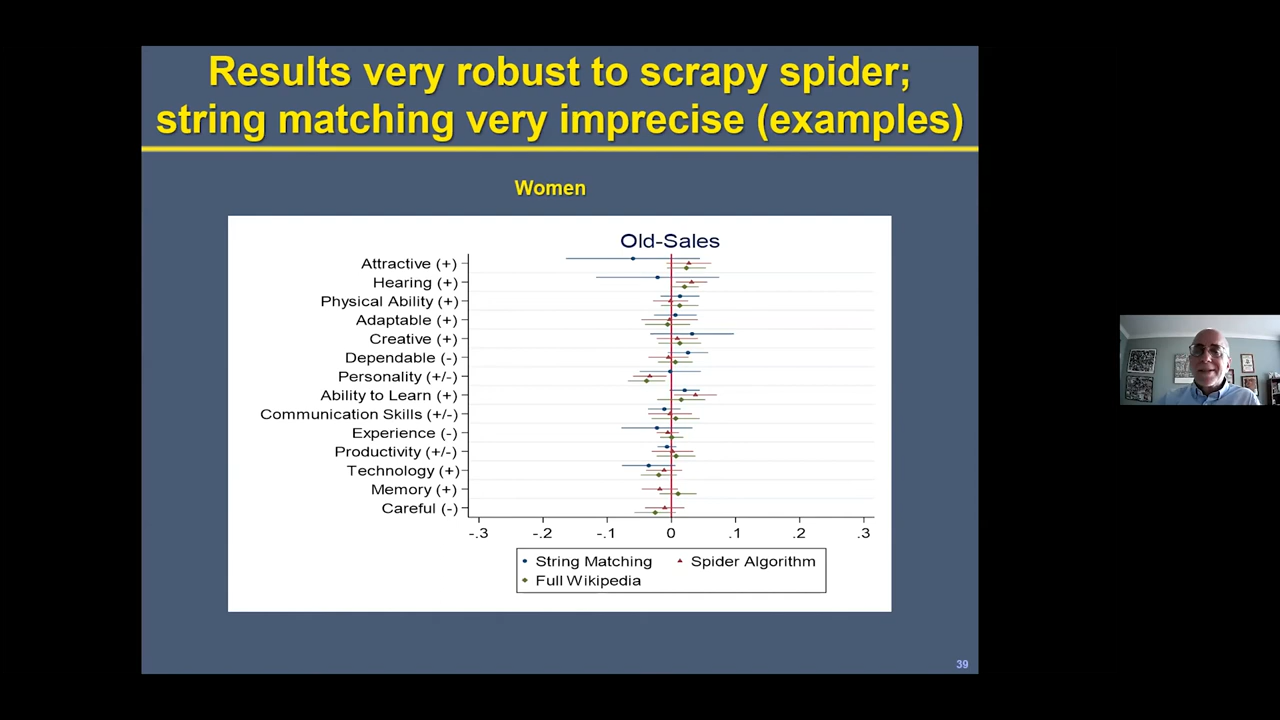 Results very robust to scrapy spider;
string matching very imprecise (examples)
Women
Old-Sales
Attractive (+)
Hearing (+)
Physical Ability (+)
Adaptable (+)
Creative (+)
Dependable (-)
Personality (+/-)
Ability to Learn (+)
Communication Skills (+/-)
Experience (-)
Productivity (+/-)
Technology (+)
Memory (+)
Careful (-)
-.3 -.2 -.1 0 .1 .2 .3
String Matching Spider Algorithm
Full Wikipedia
39